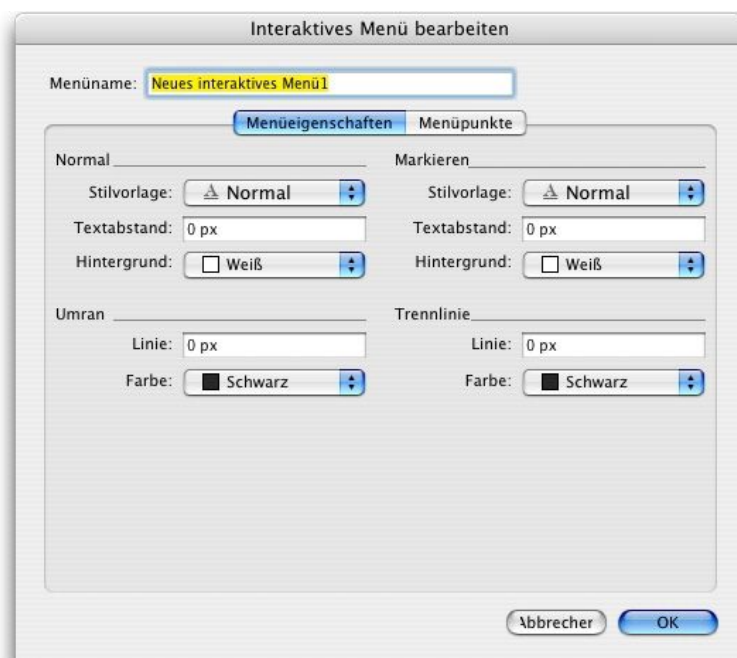 Interaktives Menü bearbeiten
Menüname: Neues interaktives Menü1
Menüeigenschaften Menüpunkte
Normal Markieren
Stilvorlage: A Normal Stilvorlage: A Normal
Textabstand: 0 px Textabstand: 0 px
Hintergrund: Weiß Hintergrund: Weiß
Umran Trennlinie
Linie: 0 px Linie: 0 px
Farbe: Schwarz Farbe: Schwarz
Abbrecher OK